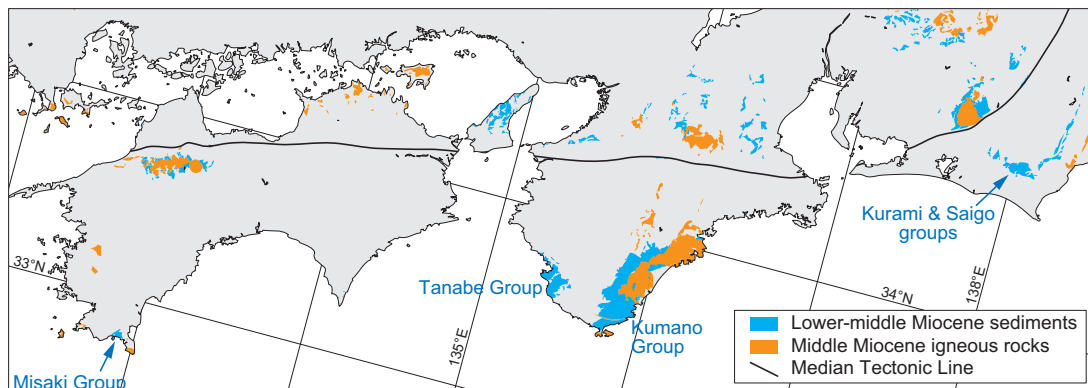 Kurami & Saigo
groups
33°N
Tanabe Group
135°E
34°N
138°E
Kumano
Group
Misaki Group
Lower-middle Miocene sediments
Middle Miocene igneous rocks
Median Tectonic Line